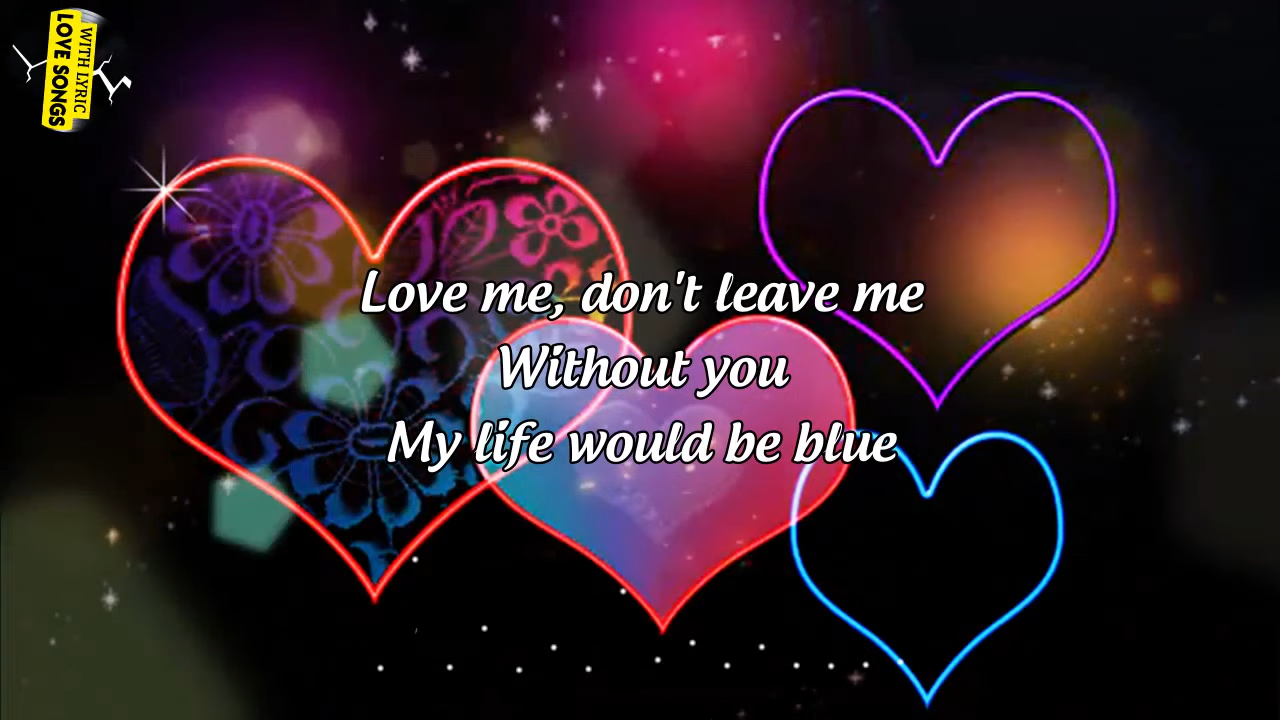 WITH LYRIC
LOVE SONGS
Love me, don't leave me
Without you
My life would be blue